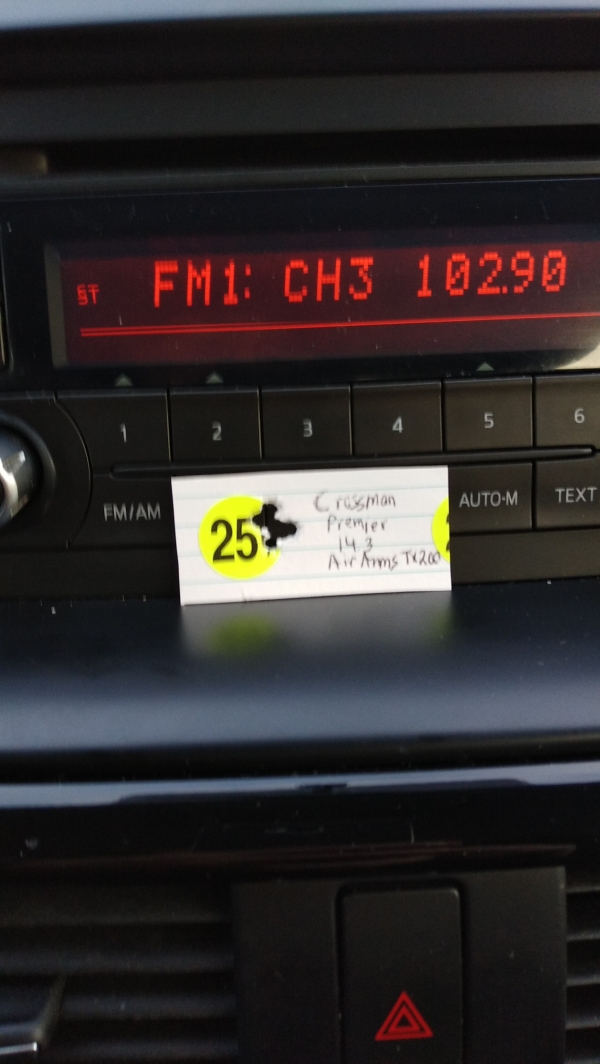 ST FM1: CH3 102.90
1 2 3 4 5 6
FM/AM AUTO-M TEXT
25
Crossman
Premier
14.3
Air Arms TX200